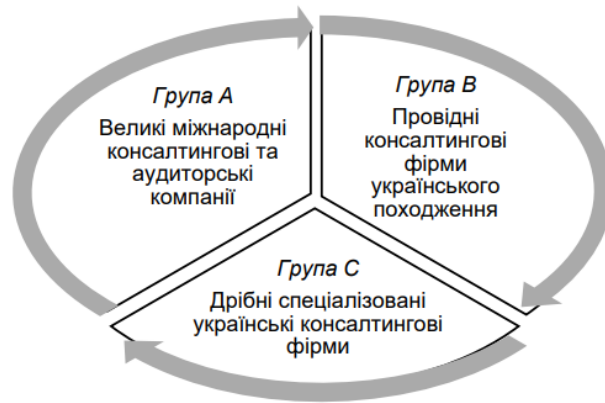 Група А
Великі міжнародні
консалтингові та
аудиторські
компанії
Група В
Провідні
консалтингові
фірми
українського
походження
Група С
Дрібні спеціалізовані
українські консалтингові
фірми